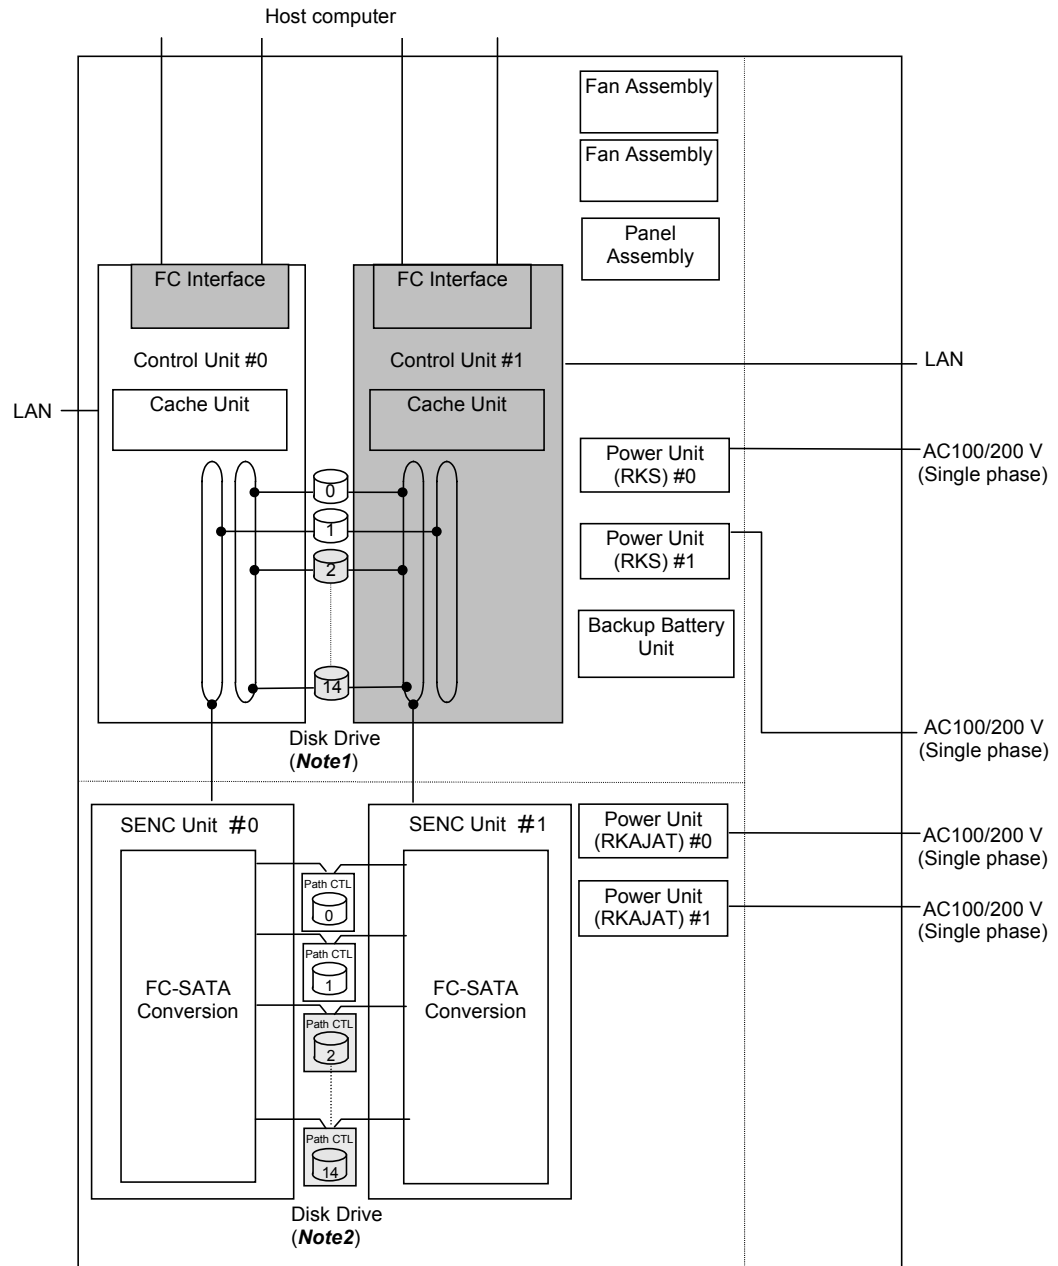 Host computer
Fan Assembly
Fan Assembly
Panel
Assembly
FC Interface
FC Interface
Control Unit #0
Control Unit #1
LAN
LAN
Cache Unit
Cache Unit
Power Unit
(RKS) #0
AC100/200 V
(Single phase)
0
1
2
14
Power Unit
(RKS) #1
Backup Battery
Unit
AC100/200 V
(Single phase)
Disk Drive
(Note1)
SENC Unit #0
SENC Unit #1
Power Unit
(RKAJAT) #0
AC100/200 V
(Single phase)
Power Unit
(RKAJAT) #1
AC100/200 V
(Single phase)
Path CTL
0
Path CTL
1
Path CTL
2
Path CTL
14
FC-SATA
Conversion
FC-SATA
Conversion
Disk Drive
(Note2)